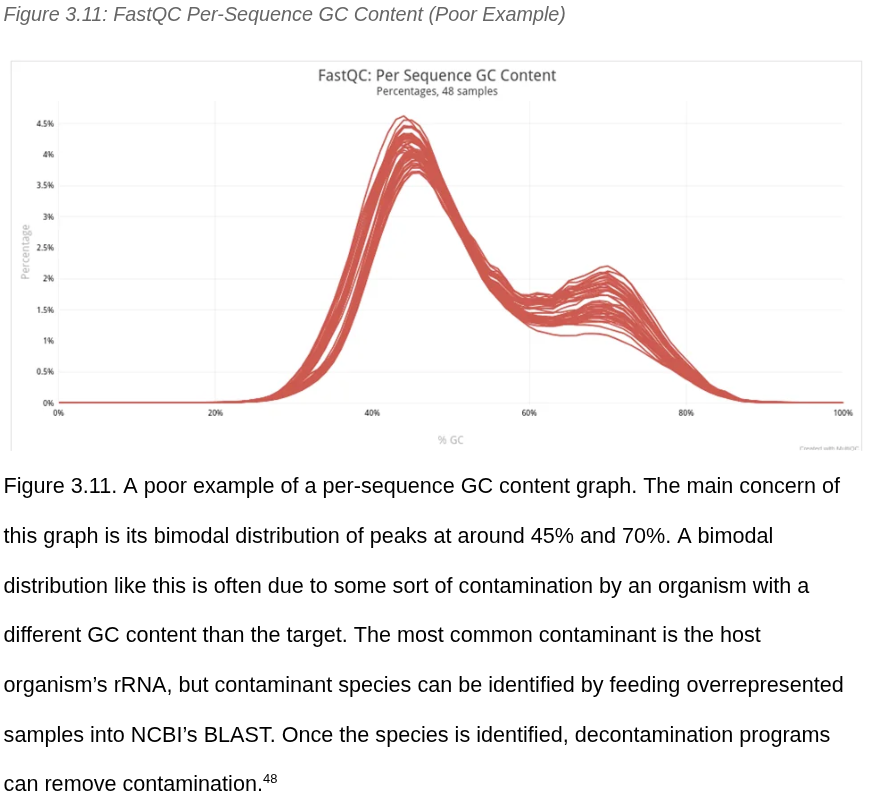 Figure 3.11: FastQC Per-Sequence GC Content (Poor Example)
FastQC: Per Sequence GC Content
Percentages, 48 samples
4.5%
4%
3.5%
3%
2.5%
2%
1.5%
1%
0.5%
0%
Percentage
0%
20%
40%
60%
80%
100%
% GC
Created with MultiQC
Figure 3.11. A poor example of a per-sequence GC content graph. The main concern of
this graph is its bimodal distribution of peaks at around 45% and 70%. A bimodal
distribution like this is often due to some sort of contamination by an organism with a
different GC content than the target. The most common contaminant is the host
organism’s rRNA, but contaminant species can be identified by feeding overrepresented
samples into NCBI’s BLAST. Once the species is identified, decontamination programs
can remove contamination.48